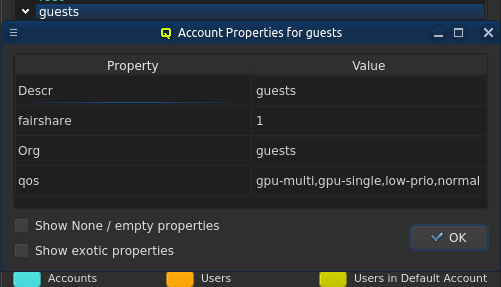 guests
Account Properties for guests
Property Value
Descr guests
fairshare 1
Org guests
qos gpu-multi,gpu-single,low-prio,normal
Show None / empty properties
Show exotic properties
OK
Accounts Users Users in Default Account